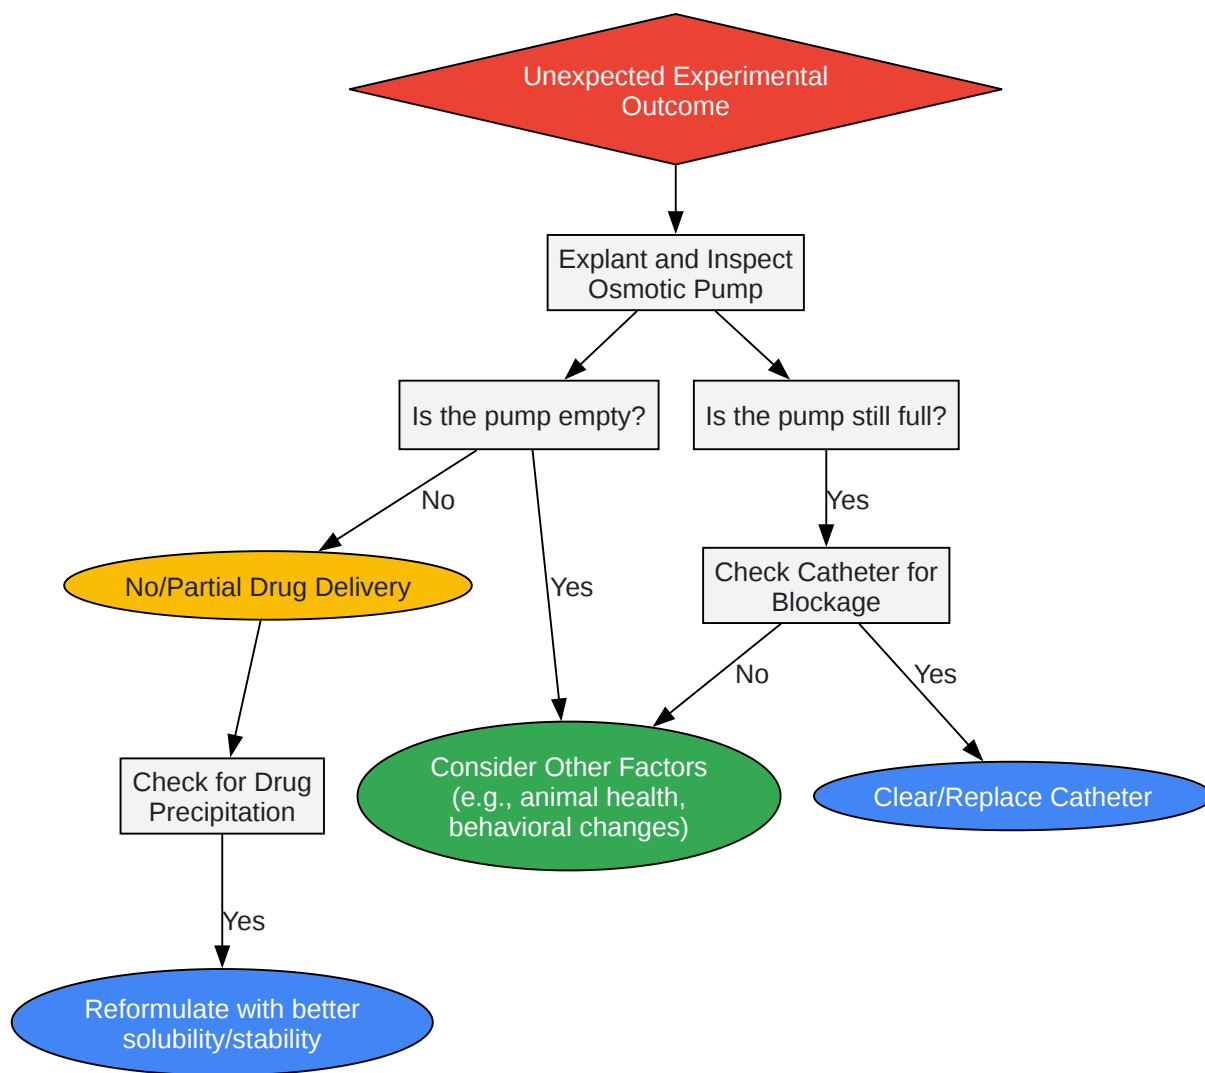 Unexpected Experimental
Outcome
Explant and Inspect
Osmotic Pump
Is the pump empty?
Is the pump still full?
No
Yes
No/Partial Drug Delivery
Yes
Check Catheter for
Blockage
No
Yes
Check for Drug
Precipitation
Consider Other Factors
(e.g., animal health,
behavioral changes)
Clear/Replace Catheter
Yes
Reformulate with better
solubility/stability